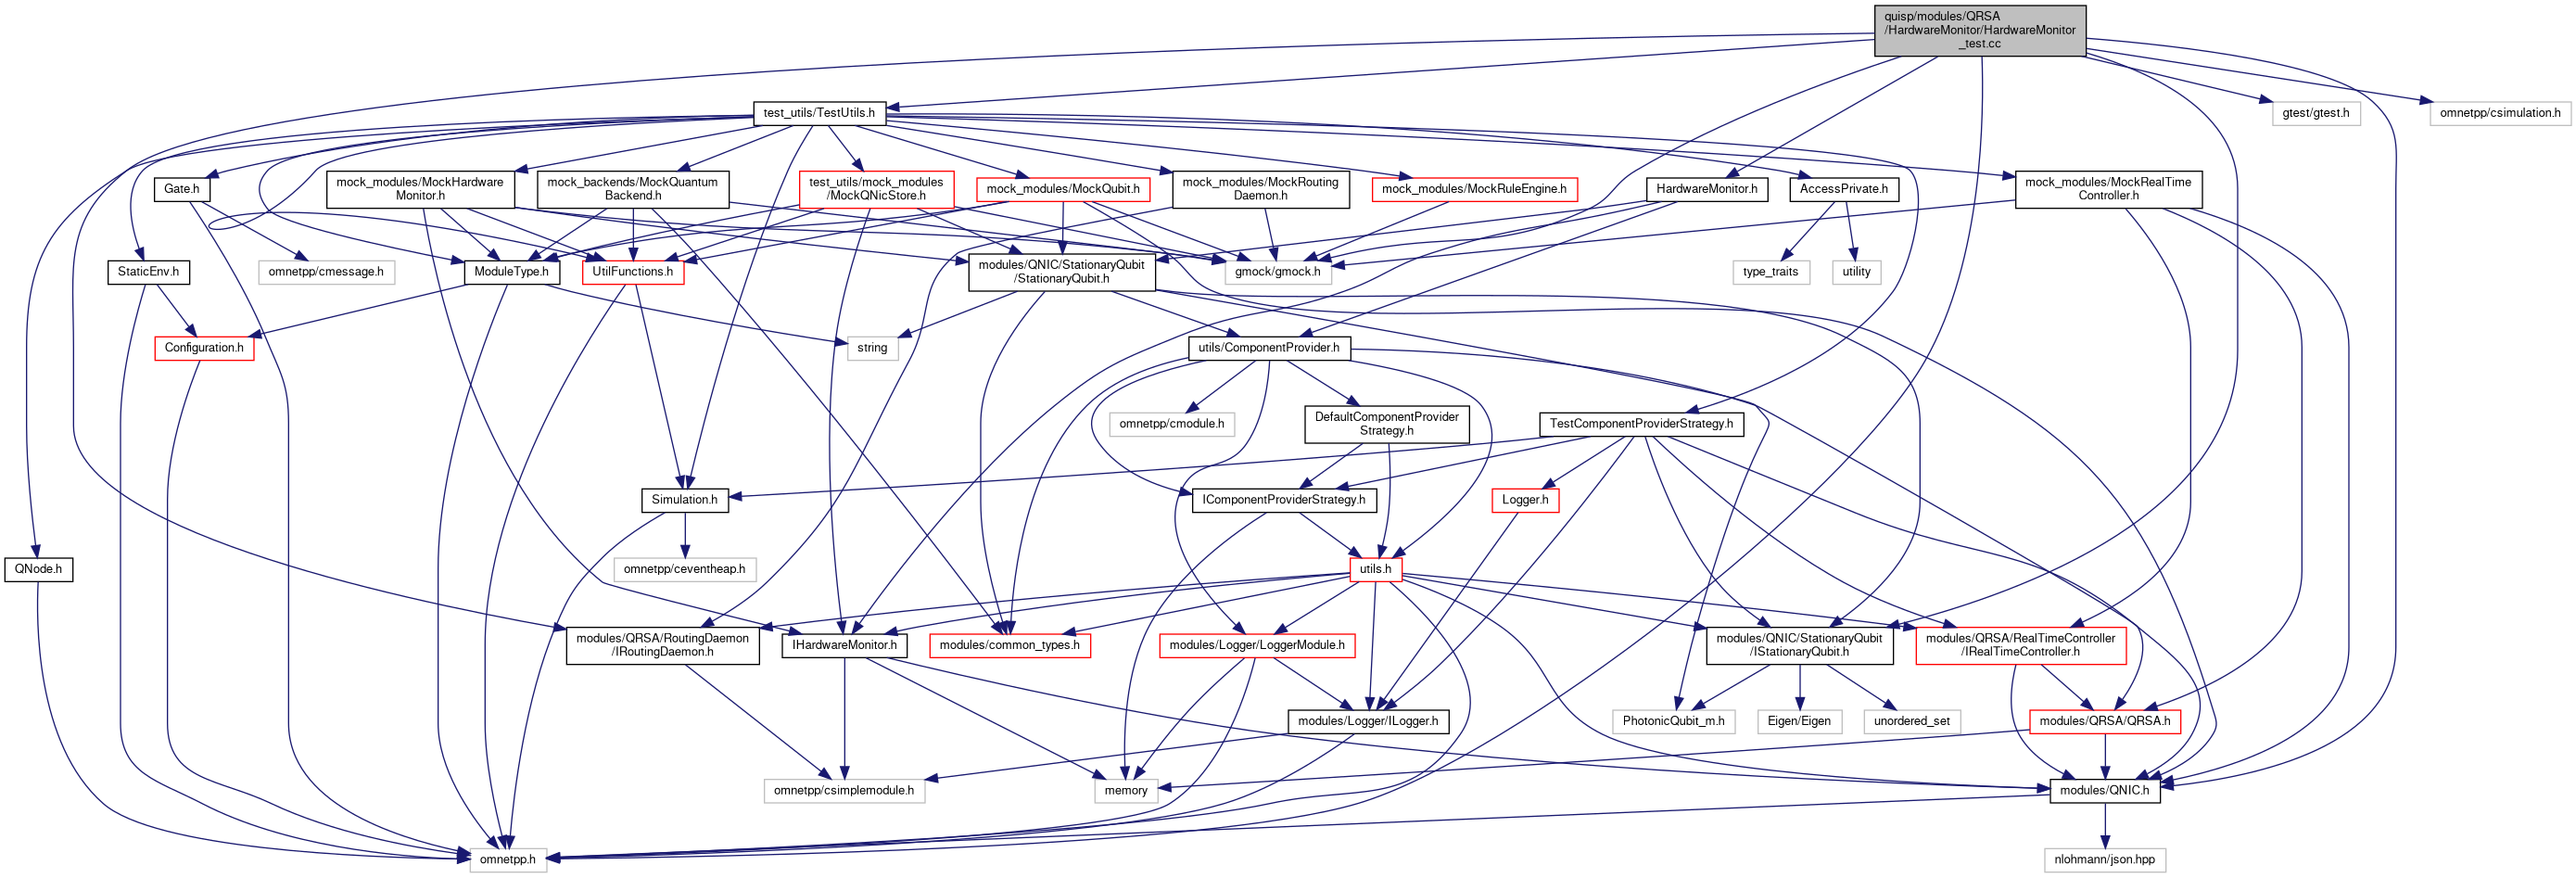 quisp/modules/QRSA
/HardwareMonitor/HardwareMonitor
_test.cc
test_utils/TestUtils.h
gtest/gtest.h
omnetpp/csimulation.h
Gate.h
mock_modules/MockHardware
Monitor.h
mock_backends/MockQuantum
Backend.h
test_utils/mock_modules
/MockQNicStore.h
mock_modules/MockQubit.h
mock_modules/MockRouting
Daemon.h
mock_modules/MockRuleEngine.h
HardwareMonitor.h
AccessPrivate.h
mock_modules/MockRealTime
Controller.h
StaticEnv.h
omnetpp/cmessage.h
ModuleType.h
UtilFunctions.h
modules/QNIC/StationaryQubit
/StationaryQubit.h
gmock/gmock.h
type_traits
utility
Configuration.h
string
utils/ComponentProvider.h
omnetpp/cmodule.h
DefaultComponentProvider
Strategy.h
TestComponentProviderStrategy.h
Simulation.h
IComponentProviderStrategy.h
Logger.h
QNode.h
omnetpp/ceventheap.h
utils.h
modules/QRSA/RoutingDaemon
/IRoutingDaemon.h
IHardwareMonitor.h
modules/common_types.h
modules/Logger/LoggerModule.h
modules/QNIC/StationaryQubit
/IStationaryQubit.h
modules/QRSA/RealTimeController
/IRealTimeController.h
modules/Logger/ILogger.h
PhotonicQubit_m.h
Eigen/Eigen
unordered_set
modules/QRSA/QRSA.h
omnetpp/csimplemodule.h
memory
modules/QNIC.h
omnetpp.h
nlohmann/json.hpp